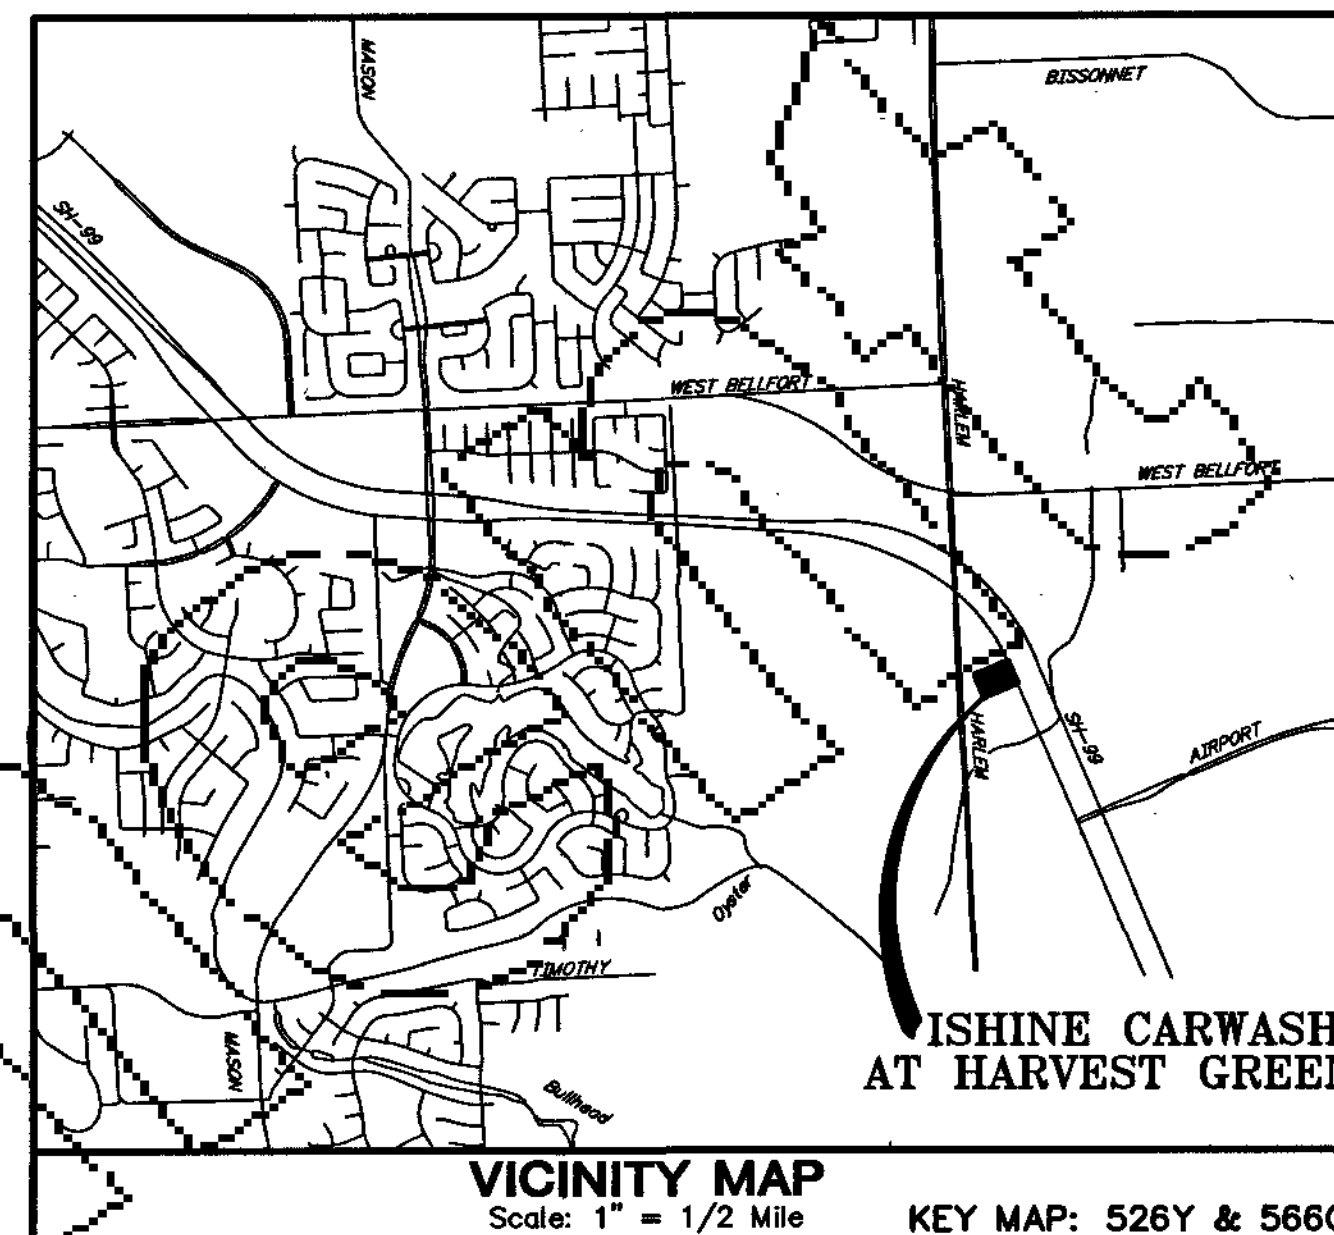 MASON
BISSONNET
SH-99
WEST BELLFORT
HARLEM
WEST BELLFORT
HARLEM
SH-99
AIRPORT
Oyster
TIMOTHY
ISHINE CARWASH
AT HARVEST GREEN
MASON
Bullhead
VICINITY MAP
Scale: 1" = 1/2 Mile
KEY MAP: 526Y & 566